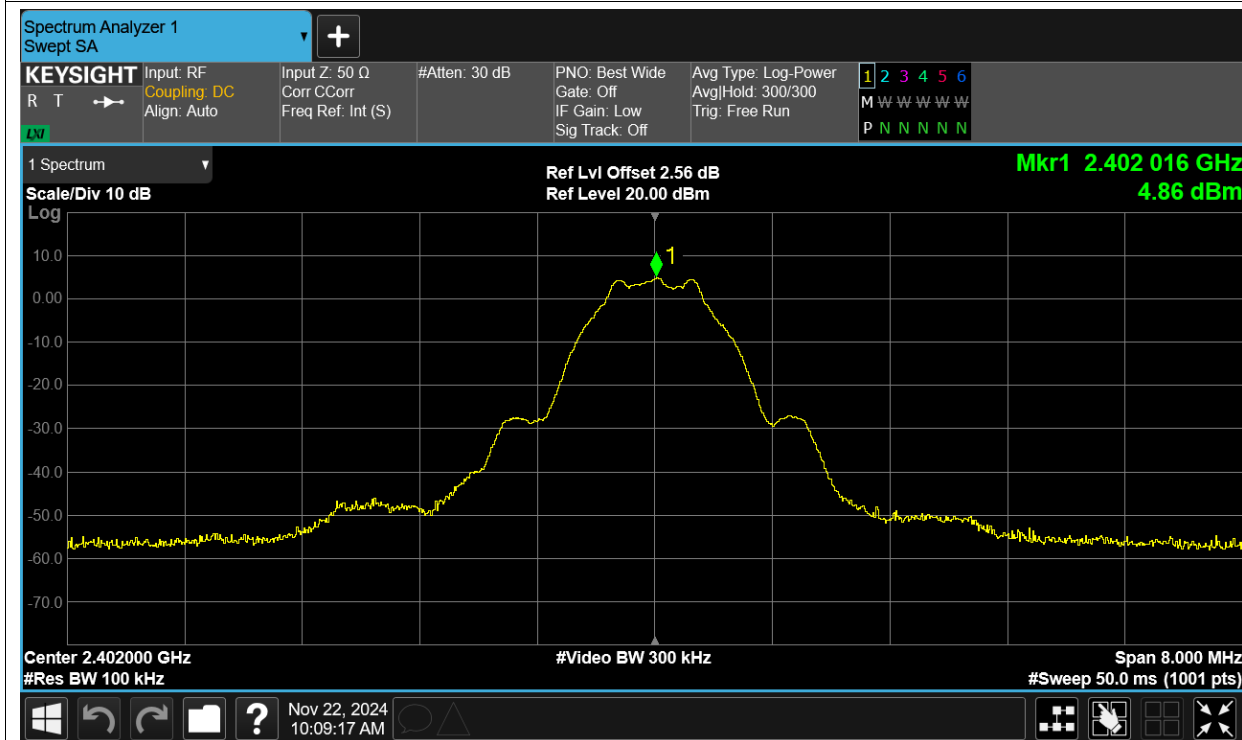 Spectrum Analyzer 1
Swept SA
+
KEYSIGHT
R T
LXI
Input: RF
Coupling: DC
Align: Auto
Input Z: 50 Ω
Corr CCorr
Freq Ref: Int (S)
#Atten: 30 dB
PNO: Best Wide
Gate: Off
IF Gain: Low
Sig Track: Off
Avg Type: Log-Power
Avg|Hold: 300/300
Trig: Free Run
1 2 3 4 5 6
M W W W W W
P N N N N N
1 Spectrum
Scale/Div 10 dB
Log
Ref Lvl Offset 2.56 dB
Ref Level 20.00 dBm
Mkr1 2.402 016 GHz
4.86 dBm
1
10.0
0.00
-10.0
-20.0
-30.0
-40.0
-50.0
-60.0
-70.0
Center 2.402000 GHz
#Res BW 100 kHz
#Video BW 300 kHz
Span 8.000 MHz
#Sweep 50.0 ms (1001 pts)
?
Nov 22, 2024
10:09:17 AM